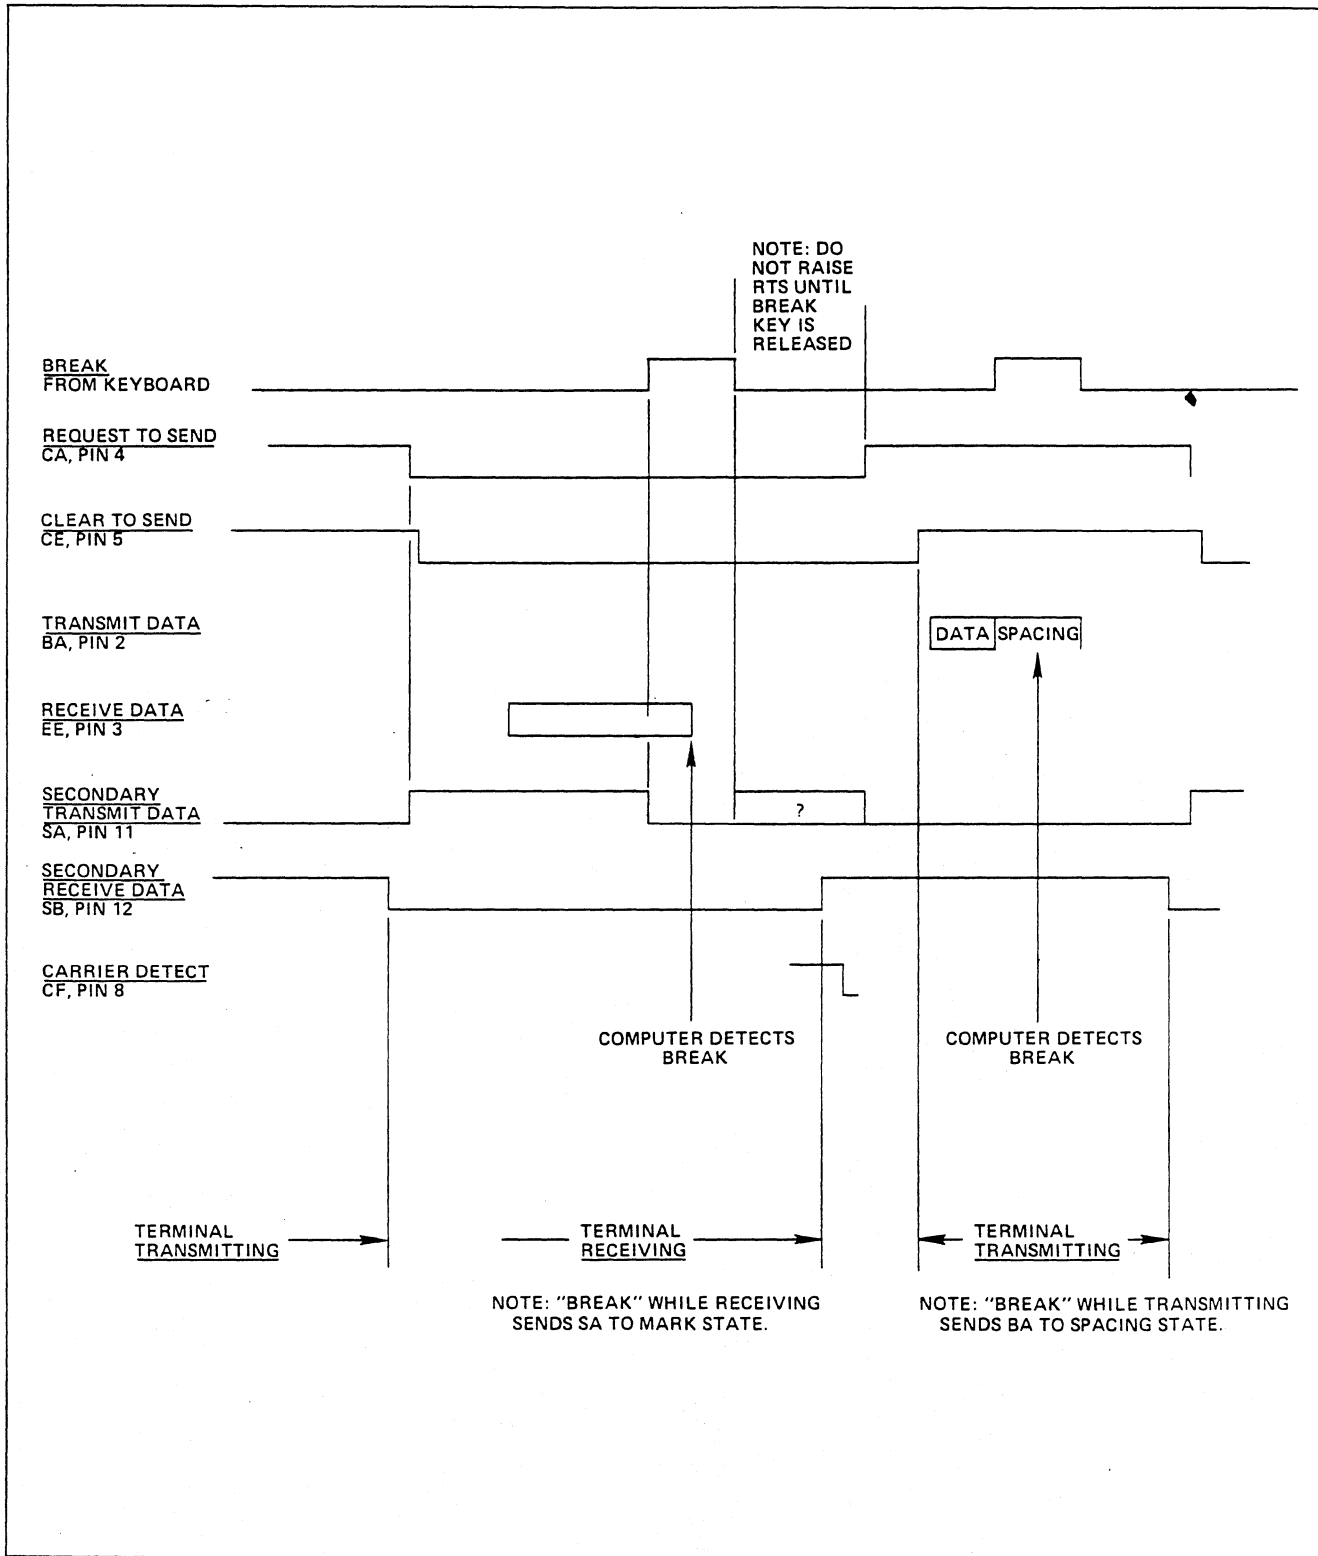 NOTE: DO
NOT RAISE
RTS UNTIL
BREAK
KEY IS
RELEASED
BREAK
FROM KEYBOARD
REQUEST TO SEND
CA, PIN 4
CLEAR TO SEND
CE, PIN 5
TRANSMIT DATA
BA, PIN 2
DATA SPACING
RECEIVE DATA
EE, PIN 3
SECONDARY
TRANSMIT DATA
SA, PIN 11
?
SECONDARY
RECEIVE DATA
SB, PIN 12
CARRIER DETECT
CF, PIN 8
COMPUTER DETECTS
BREAK
COMPUTER DETECTS
BREAK
TERMINAL
TRANSMITTING
TERMINAL
RECEIVING
TERMINAL
TRANSMITTING
NOTE: "BREAK" WHILE RECEIVING
SENDS SA TO MARK STATE.
NOTE: "BREAK" WHILE TRANSMITTING
SENDS BA TO SPACING STATE.